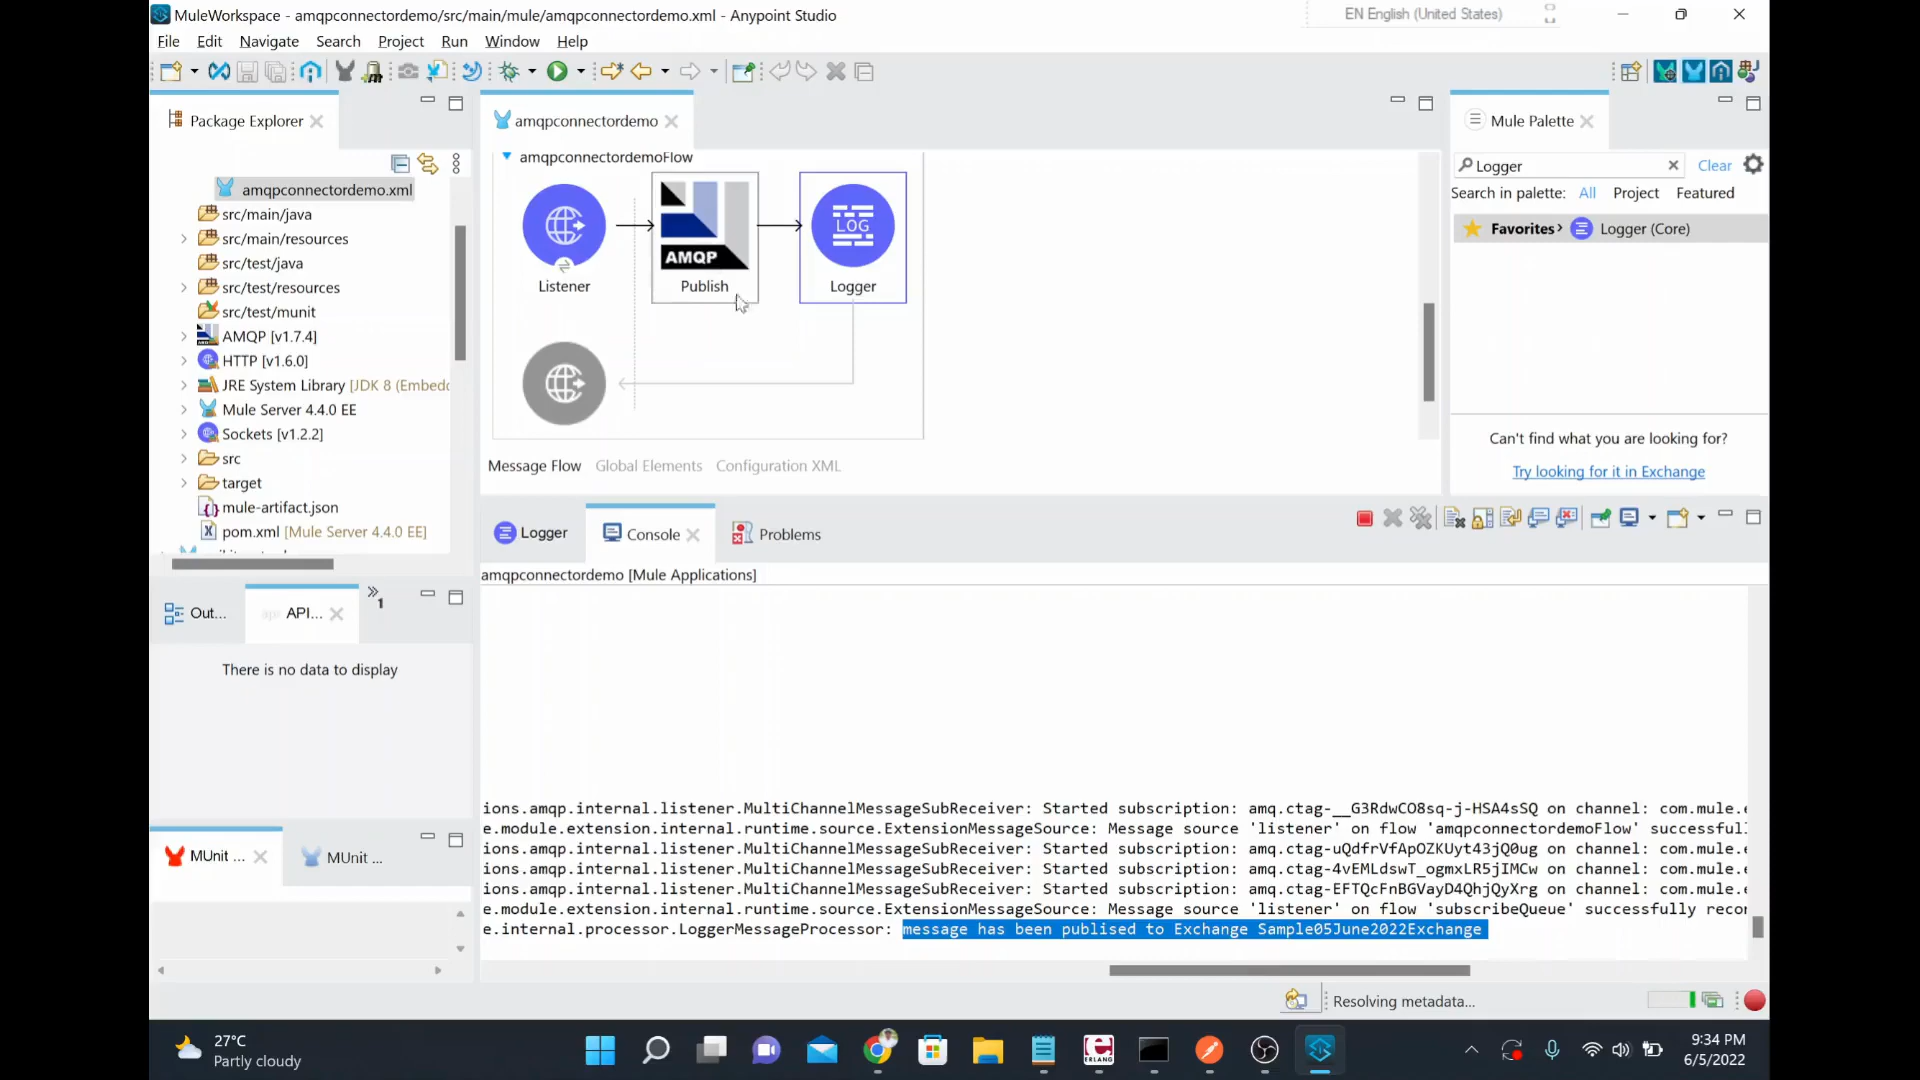 MuleWorkspace - amqpconnectordemo/src/main/mule/amqpconnectordemo.xml - Anypoint Studio
EN English (United States)
File Edit Navigate Search Project Run Window Help
Package Explorer
amqpconnectordemo.xml
src/main/java
src/main/resources
src/test/java
src/test/resources
src/test/munit
AMQP [v1.7.4]
HTTP [v1.6.0]
JRE System Library [JDK 8 (Embedd
Mule Server 4.4.0 EE
Sockets [v1.2.2]
src
target
mule-artifact.json
pom.xml [Mule Server 4.4.0 EE]
Out...
API...
1
There is no data to display
MUnit ...
MUnit ...
amqpconnectordemo
amqpconnectordemoFlow
Listener
AMQP
Publish
LOG
Logger
Message Flow Global Elements Configuration XML
Mule Palette
Logger
Clear
Search in palette: All Project Featured
Favorites Logger (Core)
Can't find what you are looking for?
Try looking for it in Exchange
Logger
Console
Problems
amqpconnectordemo [Mule Applications]
ions.amqp.internal.listener.MultiChannelMessageSubReceiver: Started subscription: amq.ctag-__G3RdwCO8sq-j-HSA4sSQ on channel: com.mule.e
e.module.extension.internal.runtime.source.ExtensionMessageSource: Message source 'listener' on flow 'amqpconnectordemoFlow' successfull
ions.amqp.internal.listener.MultiChannelMessageSubReceiver: Started subscription: amq.ctag-uQdfrVfApOZKUyt43jQ0ug on channel: com.mule.e
ions.amqp.internal.listener.MultiChannelMessageSubReceiver: Started subscription: amq.ctag-4vEMLdswT_ogmxLR5jIMCw on channel: com.mule.e
ions.amqp.internal.listener.MultiChannelMessageSubReceiver: Started subscription: amq.ctag-EFTQcFnBGVayD4QhjQyXrg on channel: com.mule.e
e.module.extension.internal.runtime.source.ExtensionMessageSource: Message source 'listener' on flow 'subscribeQueue' successfully recon
e.internal.processor.LoggerMessageProcessor: message has been publised to Exchange Sample05June2022Exchange
Resolving metadata...
27°C
Partly cloudy
ERLANG
9:34 PM
6/5/2022